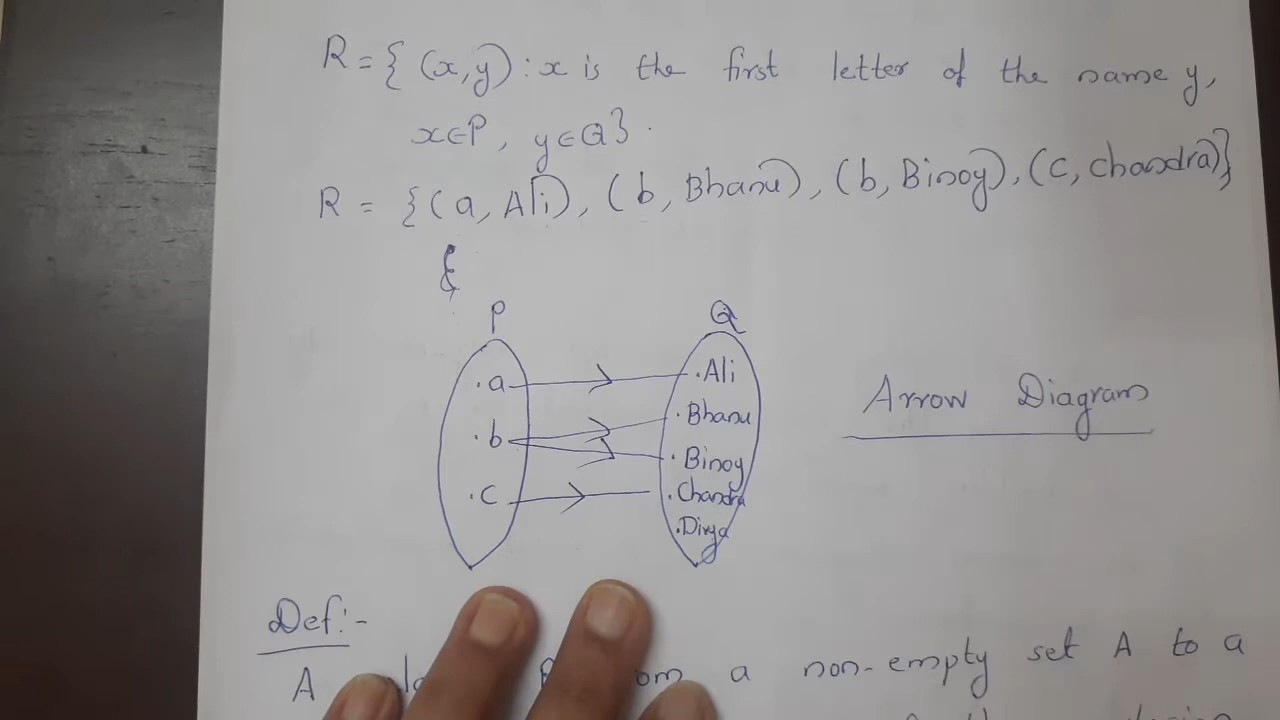 R = { (x, y) : x is the first letter of the name y,
x ∈ P, y ∈ Q}.
R = {(a, Ali), (b, Bhanu), (b, Binoy), (c, Chandra)}
{
P Q
.a .Ali
.Bhanu
.b
.Binoy
.c .Chandra
.Divya
Arrow Diagram
Def:-
A a non-empty set A to a